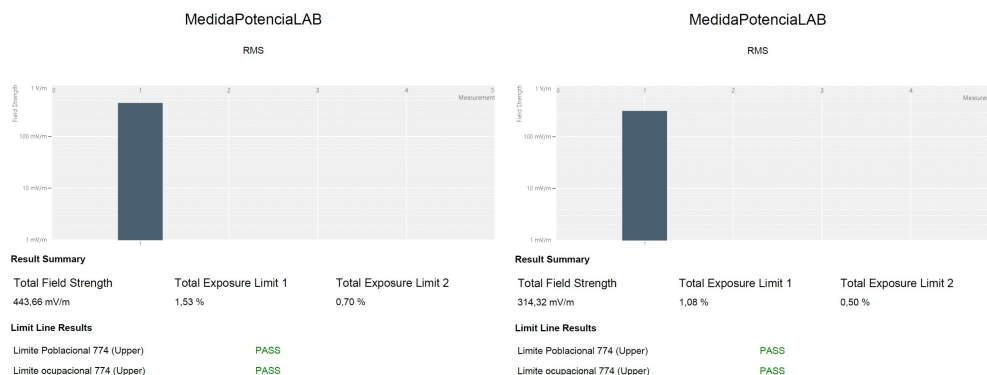 MedidaPotenciaLAB
RMS
Field Strength
1 V/m
100 mV/m
10 mV/m
1 mV/m
0 1 2 3 4 5
Measurement
1
Result Summary
Total Field Strength Total Exposure Limit 1 Total Exposure Limit 2
443,66 mV/m 1,53 % 0,70 %
Limit Line Results
Limite Poblacional 774 (Upper) PASS
Limite ocupacional 774 (Upper) PASS
MedidaPotenciaLAB
RMS
Field Strength
1 V/m
100 mV/m
10 mV/m
1 mV/m
0 1 2 3 4
Measure
1
Result Summary
Total Field Strength Total Exposure Limit 1 Total Exposure Limit 2
314,32 mV/m 1,08 % 0,50 %
Limit Line Results
Limite Poblacional 774 (Upper) PASS
Limite ocupacional 774 (Upper) PASS